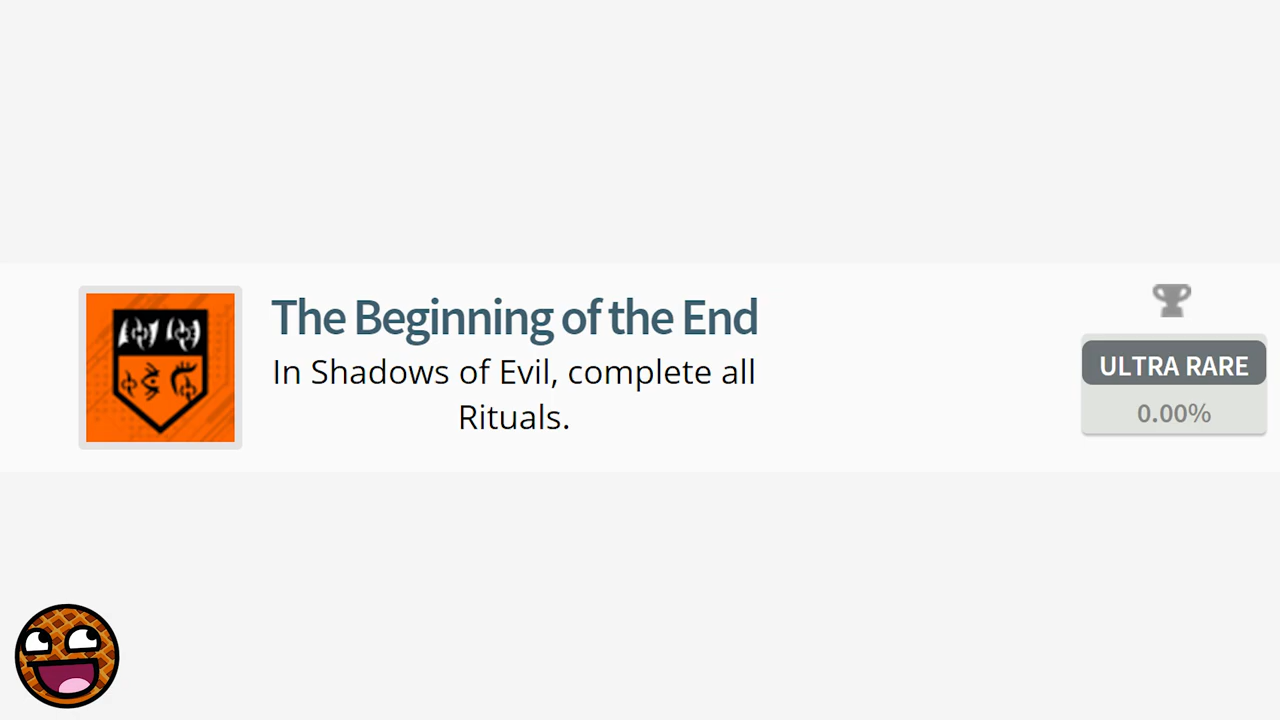 The Beginning of the End
In Shadows of Evil, complete all
Rituals.
ULTRA RARE
0.00%